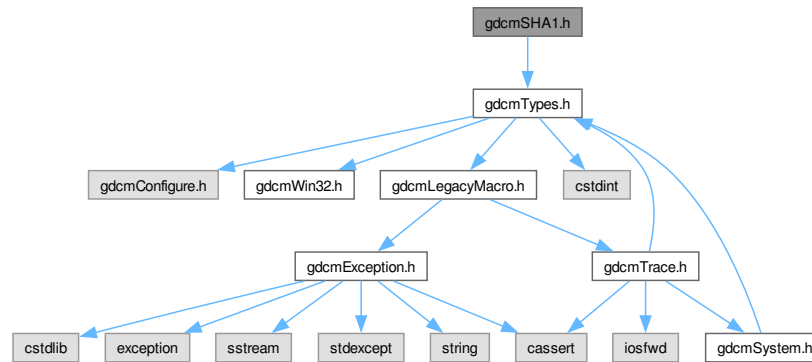 gdcmSHA1.h
gdcmTypes.h
gdcmConfigure.h
gdcmWin32.h
gdcmLegacyMacro.h
cstdint
gdcmException.h
gdcmTrace.h
cstdlib
exception
sstream
stdexcept
string
cassert
iosfwd
gdcmSystem.h